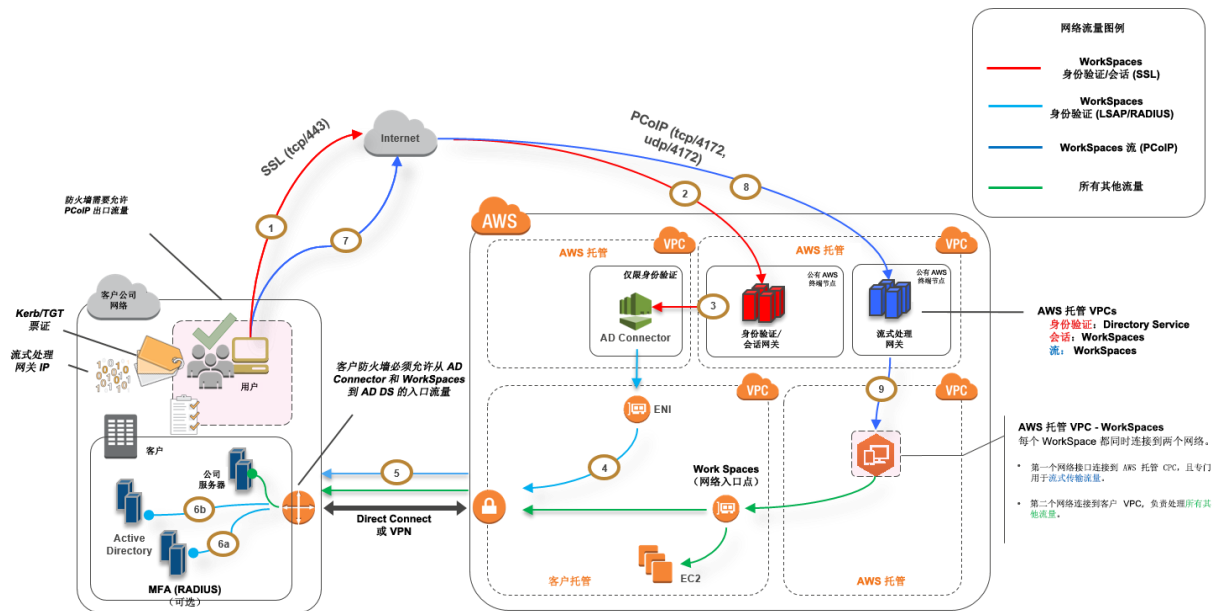 网络流量图例
WorkSpaces
身份验证/会话 (SSL)
WorkSpaces
身份验证 (LSAP/RADIUS)
WorkSpaces 流 (PCoIP)
所有其他流量
Internet
SSL (tcp/443)
PCoIP (tcp/4172,
udp/4172)
1
7
2
8
防火墙需要允许
PCoIP 出口流量
客户公司
网络
Kerb/TGT
票证
流式处理
网关 IP
用户
客户防火墙必须允许从 AD
Connector 和 WorkSpaces
到 AD DS 的入口流量
客户
公司
服务器
6b
6a
Active
Directory
MFA (RADIUS)
(可选)
5
Direct Connect
或 VPN
AWS
VPC
AWS 托管
仅限身份验证
AD Connector
3
VPC
AWS 托管
公有 AWS
终端节点
身份验证/
会话网关
公有 AWS
终端节点
流式处理
网关
AWS 托管 VPCs
身份验证：Directory Service
会话：WorkSpaces
流： WorkSpaces
VPC
ENI
4
Work Spaces
(网络入口点)
EC2
客户托管
VPC
9
AWS 托管
AWS 托管 VPC - WorkSpaces
每个 WorkSpace 都同时连接到两个网络。
• 第一个网络接口连接到 AWS 托管 CPC，且专门
用于流式传输流量。
• 第二个网络连接到客户 VPC，负责处理所有其
他流量。